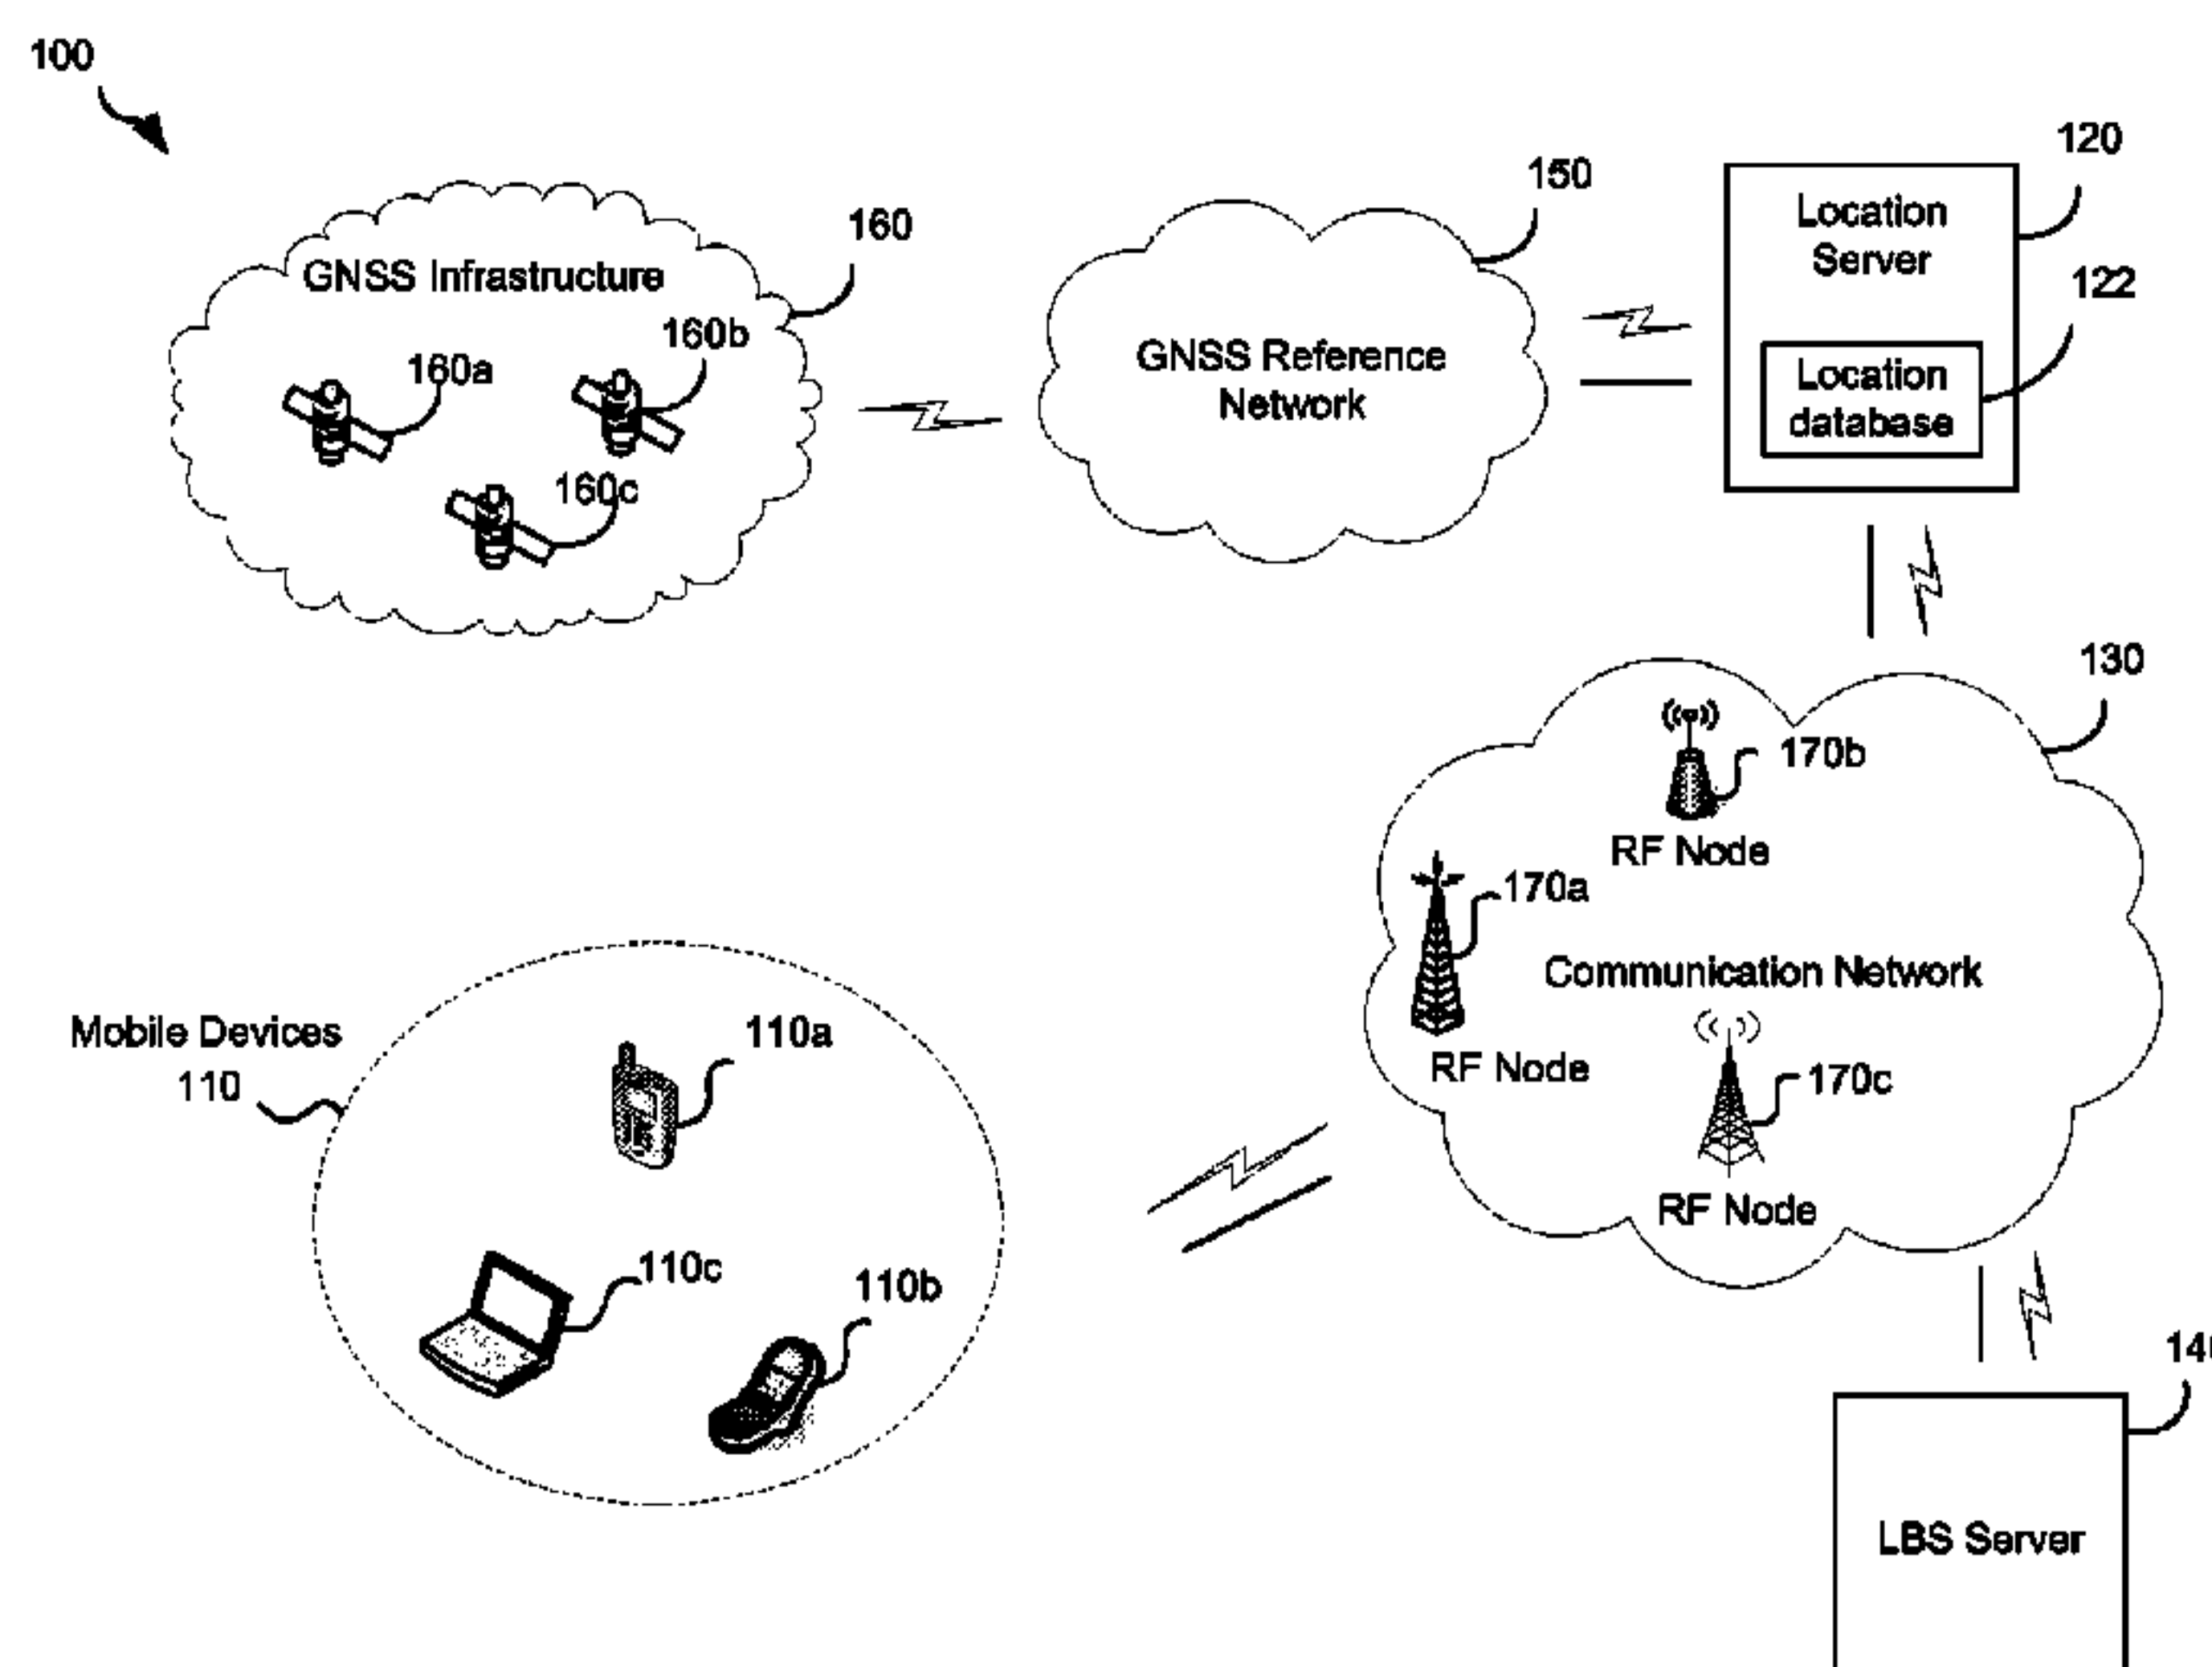 100
160
GNSS Infrastructure
160a
160b
160c
150
GNSS Reference
Network
120
Location
Server
122
Location
database
130
170b
RF Node
170a
Communication Network
RF Node
170c
RF Node
Mobile Devices
110
110a
110c
110b
LBS Server